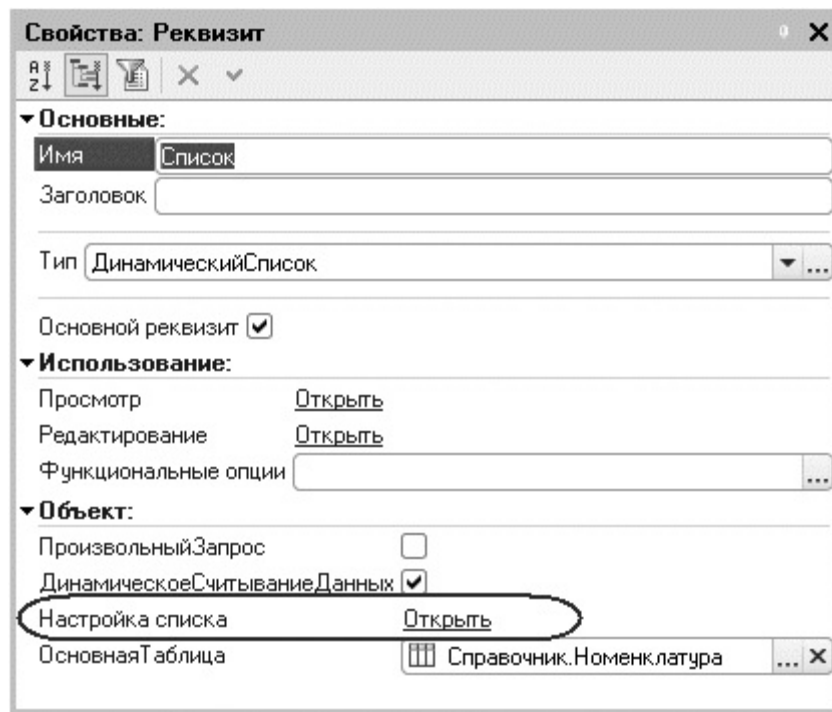 Свойства: Реквизит
Основные:
Имя Список
Заголовок
Тип ДинамическийСписок ...
Основной реквизит
Использование:
Просмотр Открыть
Редактирование Открыть
Функциональные опции ...
Объект:
ПроизвольныйЗапрос
ДинамическоеСчитываниеДанных
Настройка списка Открыть
ОсновнаяТаблица Справочник.Номенклатура ...